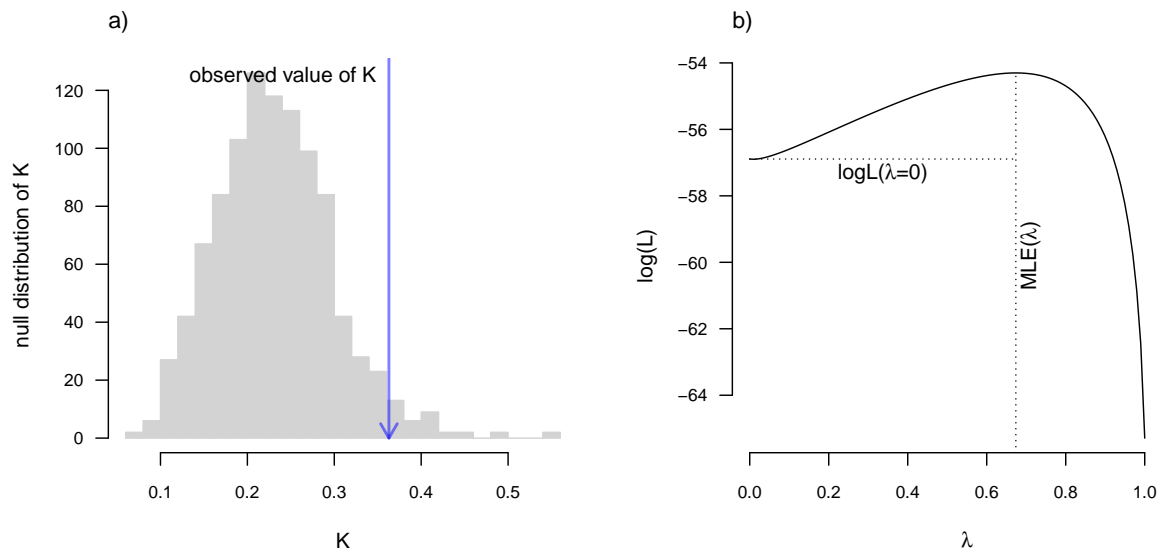 a)
observed value of K
null distribution of K
0
20
40
60
80
100
120
0.1 0.2 0.3 0.4 0.5
K
b)
log(L)
−54
−56
−58
−60
−62
−64
logL(λ=0)
MLE(λ)
0.0 0.2 0.4 0.6 0.8 1.0
λ